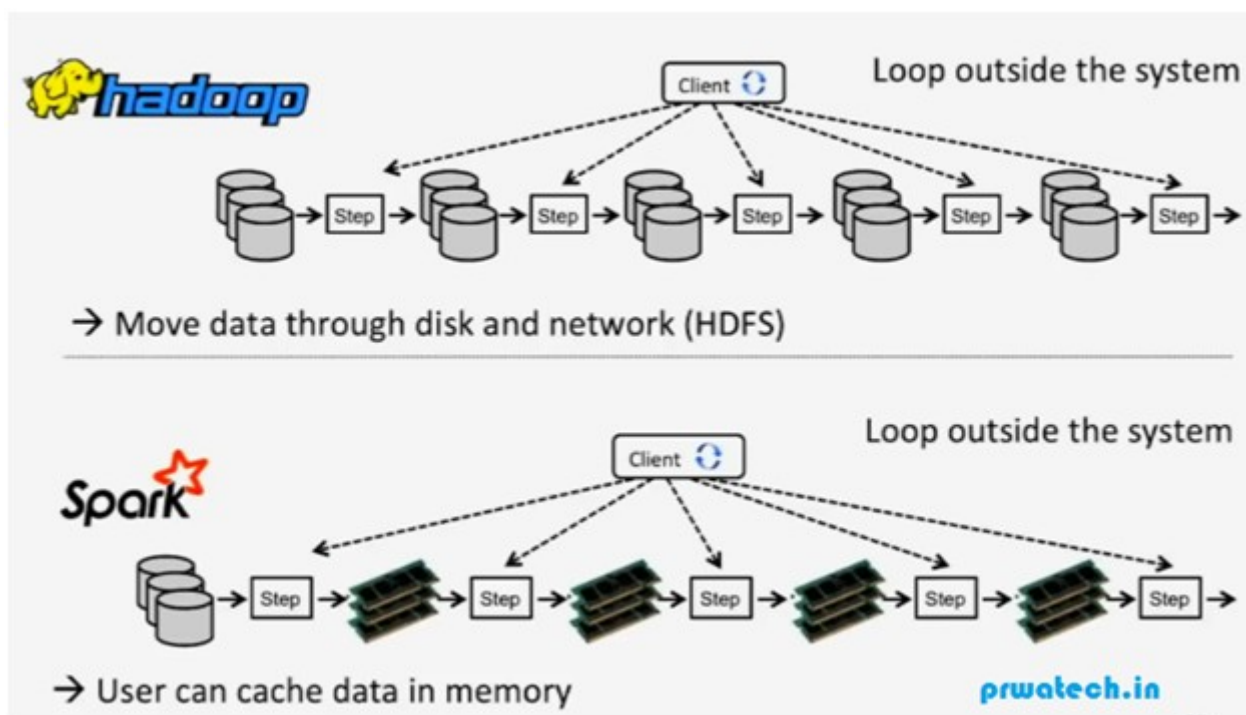 hadoop
Client
Loop outside the system
Step
Step
Step
Step
Step
→ Move data through disk and network (HDFS)
Loop outside the system
Client
Spark
Step
Step
Step
Step
Step
→ User can cache data in memory
prwatech.in